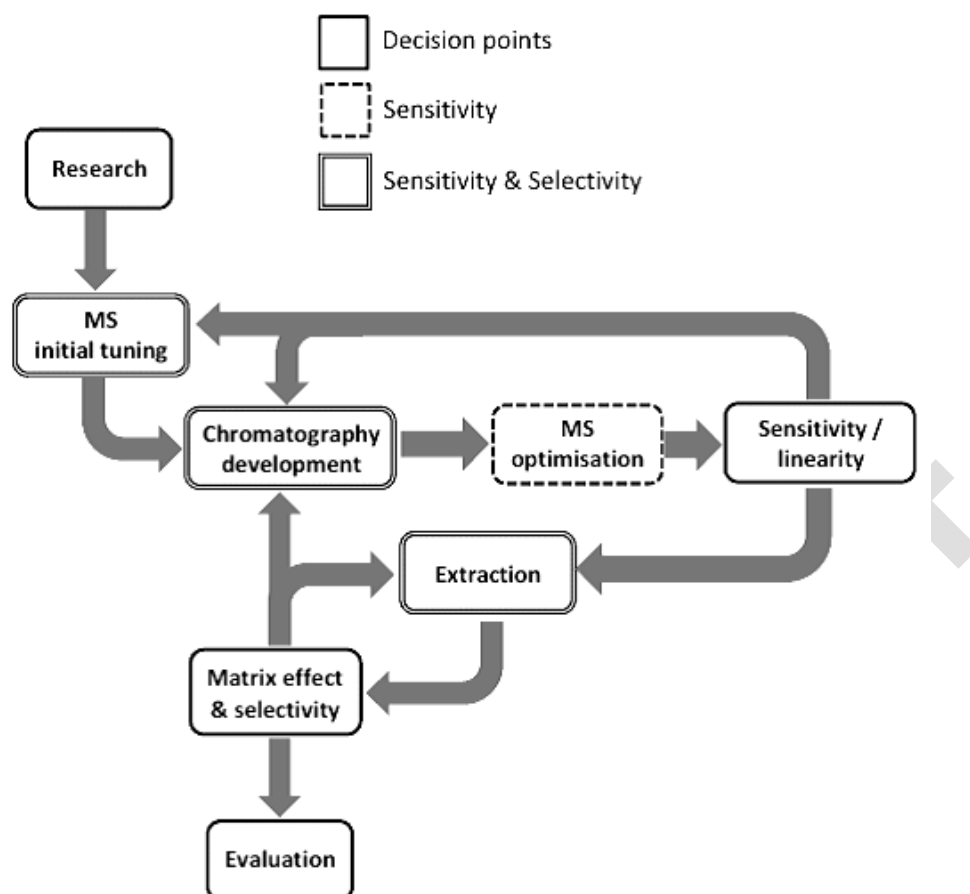 Decision points
Sensitivity
Sensitivity & Selectivity
Research
MS
initial tuning
Chromatography
development
MS
optimisation
Sensitivity /
linearity
Extraction
Matrix effect
& selectivity
Evaluation